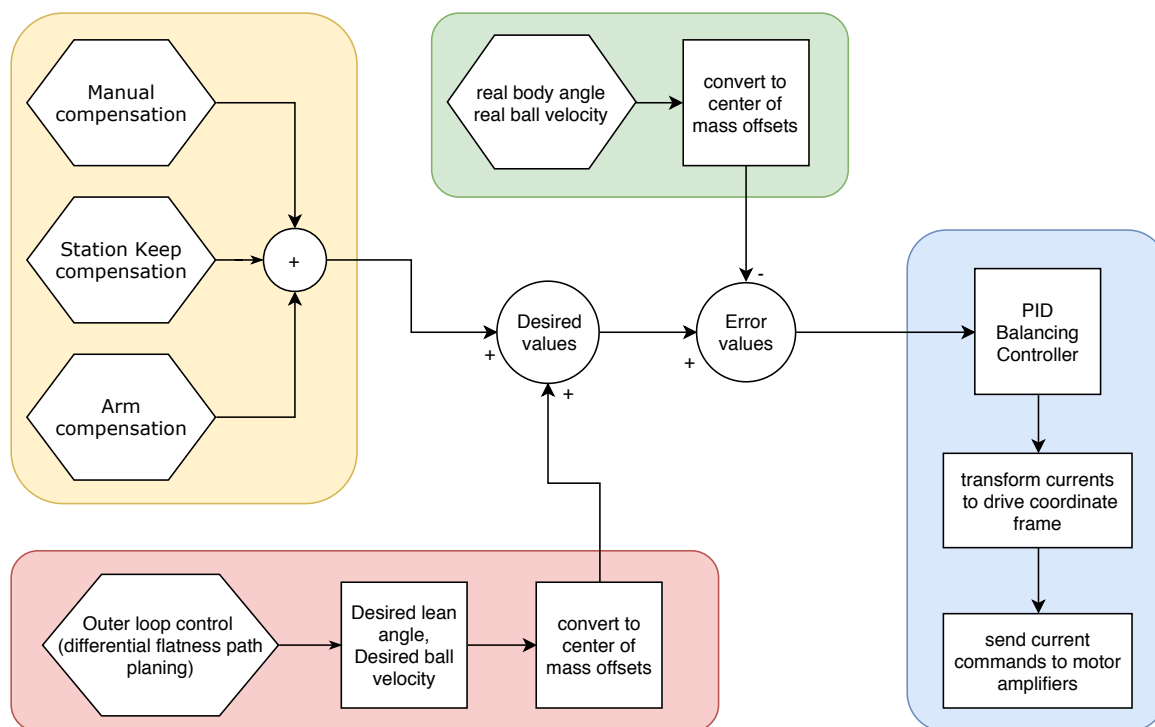 Manual
compensation
Station Keep
compensation
Arm
compensation
+
real body angle
real ball velocity
convert to
center of
mass offsets
-
Desired
values
+
+
Error
values
+
PID
Balancing
Controller
transform currents
to drive coordinate
frame
send current
commands to motor
amplifiers
Outer loop control
(differential flatness path
planing)
Desired lean
angle,
Desired ball
velocity
convert to
center of
mass offsets